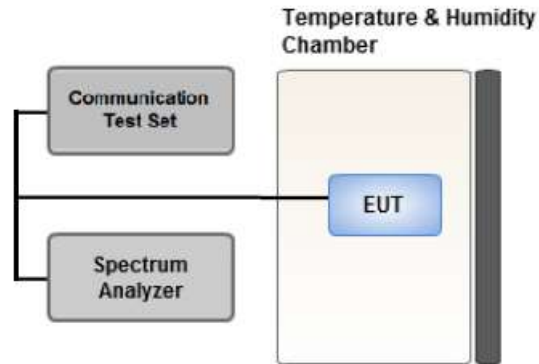 Temperature & Humidity
Chamber
Communication
Test Set
EUT
Spectrum
Analyzer